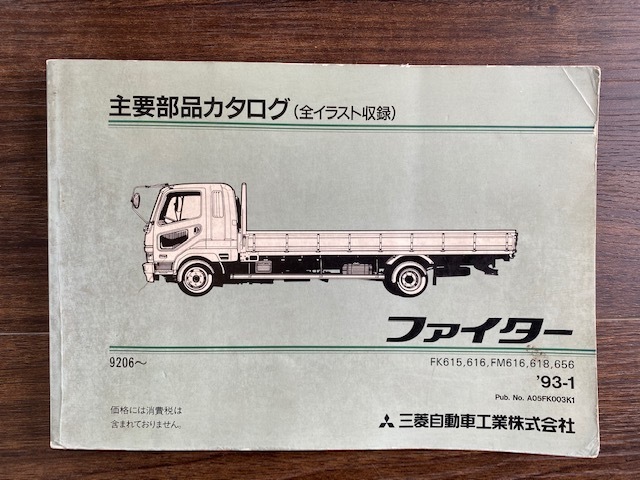 主要部品カタログ(全イラスト収録)
ファイター
9206～
FK615,616,FM616,618,656
'93-1
Pub. No. A05FK003K1
価格には消費税は
含まれておりません。
三菱自動車工業株式会社